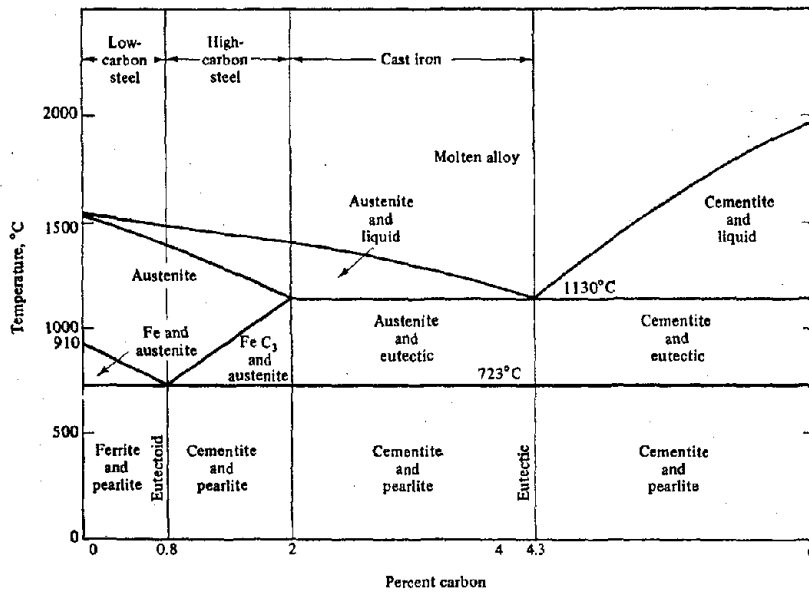 Low-
carbon
steel
High-
carbon
steel
Cast iron
2000
Molten alloy
Austenite
and
liquid
Cementite
and
liquid
1500
Temperature, °C
Austenite
1130°C
1000
910
Fe and
austenite
Fe C3
and
austenite
Austenite
and
eutectic
Cementite
and
eutectic
723°C
500
Ferrite
and
pearlite
Eutectoid
Cementite
and
pearlite
Cementite
and
pearlite
Eutectic
Cementite
and
pearlite
0
0
0.8
2
4
4.3
Percent carbon